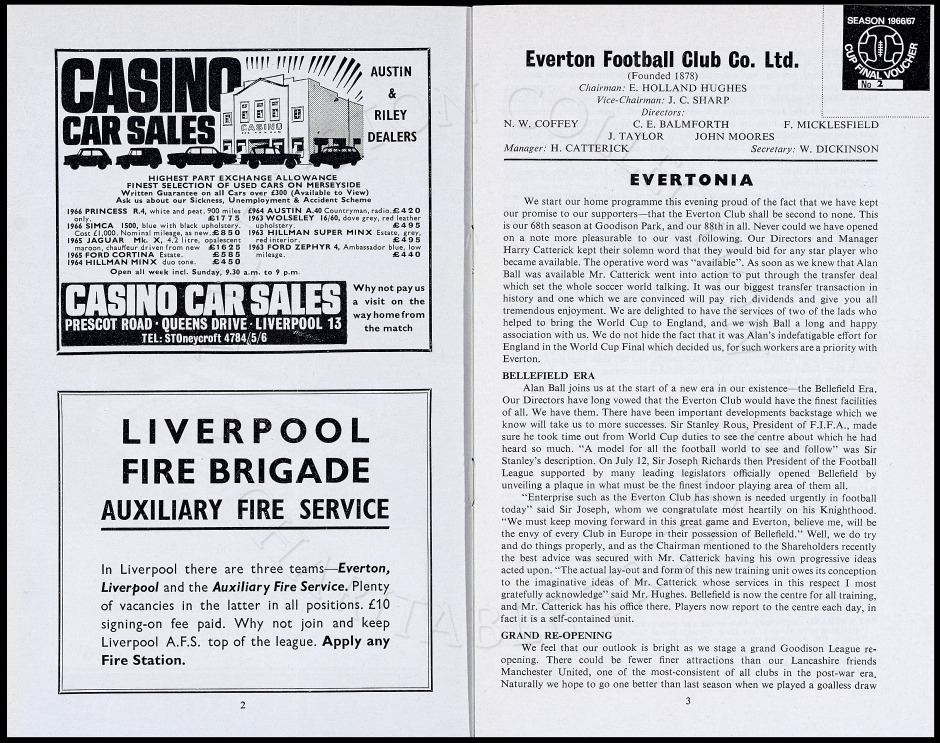 CASINO
CAR SALES
AUSTIN
&
RILEY
DEALERS
CASINO
HIGHEST PART EXCHANGE ALLOWANCE
FINEST SELECTION OF USED CARS ON MERSEYSIDE
Written Guarantee on all Cars over £300 (Available to View)
Ask us about our Sickness, Unemployment & Accident Scheme
1966 PRINCESS R.4, white and peat. 900 miles
only. £1775
1966 SIMCA 1500, blue with black upholstery.
Cost £1,000. Nominal mileage, as new. £850
1965 JAGUAR Mk. X, 4.2 litre, opalescent
maroon, chauffeur driven from new £1625
1965 FORD CORTINA Estate. £585
1964 HILLMAN MINX duo tone. £450
£964 AUSTIN A.40 Countryman, radio. £420
1963 WOLSELEY 16/60, dove grey, red leather
upholstery. £495
1963 HILLMAN SUPER MINX Estate, grey,
red interior. £495
1963 FORD ZEPHYR 4, Ambassador blue, low
mileage. £440
Open all week incl. Sunday, 9.30 a.m. to 9 p.m.
CASINO CAR SALES
PRESCOT ROAD · QUEENS DRIVE · LIVERPOOL 13
TEL: STOneycroft 4784/5/6
Why not pay us
a visit on the
way home from
the match
LIVERPOOL
FIRE BRIGADE
AUXILIARY FIRE SERVICE
In Liverpool there are three teams—Everton,
Liverpool and the Auxiliary Fire Service. Plenty
of vacancies in the latter in all positions. £10
signing-on fee paid. Why not join and keep
Liverpool A.F.S. top of the league. Apply any
Fire Station.
2
SEASON 1966/67
CUP FINAL VOUCHER
No 2
Everton Football Club Co. Ltd.
(Founded 1878)
Chairman: E. HOLLAND HUGHES
Vice-Chairman: J. C. SHARP
Directors:
N. W. COFFEY C. E. BALMFORTH F. MICKLESFIELD
J. TAYLOR JOHN MOORES
Manager: H. CATTERICK Secretary: W. DICKINSON
EVERTONIA
We start our home programme this evening proud of the fact that we have kept
our promise to our supporters—that the Everton Club shall be second to none. This
is our 68th season at Goodison Park, and our 88th in all. Never could we have opened
on a note more pleasurable to our vast following. Our Directors and Manager
Harry Catterick kept their solemn word that they would bid for any star player who
became available. The operative word was "available". As soon as we knew that Alan
Ball was available Mr. Catterick went into action to put through the transfer deal
which set the whole soccer world talking. It was our biggest transfer transaction in
history and one which we are convinced will pay rich dividends and give you all
tremendous enjoyment. We are delighted to have the services of two of the lads who
helped to bring the World Cup to England, and we wish Ball a long and happy
association with us. We do not hide the fact that it was Alan's indefatigable effort for
England in the World Cup Final which decided us, for such workers are a priority with
Everton.
BELLEFIELD ERA
Alan Ball joins us at the start of a new era in our existence—the Bellefield Era.
Our Directors have long vowed that the Everton Club would have the finest facilities
of all. We have them. There have been important developments backstage which we
know will take us to more successes. Sir Stanley Rous, President of F.I.F.A., made
sure he took time out from World Cup duties to see the centre about which he had
heard so much. "A model for all the football world to see and follow" was Sir
Stanley's description. On July 12, Sir Joseph Richards then President of the Football
League supported by many leading legislators officially opened Bellefield by
unveiling a plaque in what must be the finest indoor playing area of them all.
"Enterprise such as the Everton Club has shown is needed urgently in football
today" said Sir Joseph, whom we congratulate most heartily on his Knighthood.
"We must keep moving forward in this great game and Everton, believe me, will be
the envy of every Club in Europe in their possession of Bellefield." Well, we do try
and do things properly, and as the Chairman mentioned to the Shareholders recently
the best advice was secured with Mr. Catterick having his own progressive ideas
acted upon. "The actual lay-out and form of this new training unit owes its conception
to the imaginative ideas of Mr. Catterick whose services in this respect I most
gratefully acknowledge" said Mr. Hughes. Bellefield is now the centre for all training,
and Mr. Catterick has his office there. Players now report to the centre each day, in
fact it is a self-contained unit.
GRAND RE-OPENING
We feel that our outlook is bright as we stage a grand Goodison League re-
opening. There could be fewer finer attractions than our Lancashire friends
Manchester United, one of the most-consistent of all clubs in the post-war era.
Naturally we hope to go one better than last season when we played a goalless draw
3